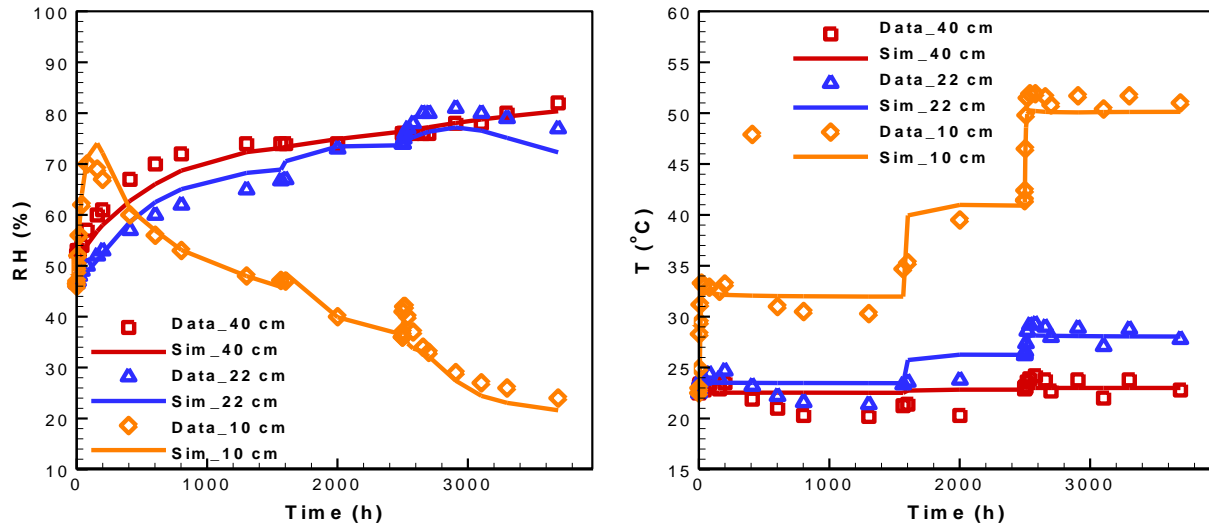 100
90
80
70
60
50
40
30
20
10
RH (%)
0
1000
2000
3000
Time (h)
Data_40 cm
Sim_40 cm
Data_22 cm
Sim_22 cm
Data_10 cm
Sim_10 cm
60
55
50
45
40
35
30
25
20
15
T (°C)
0
1000
2000
3000
Time (h)
Data_40 cm
Sim_40 cm
Data_22 cm
Sim_22 cm
Data_10 cm
Sim_10 cm